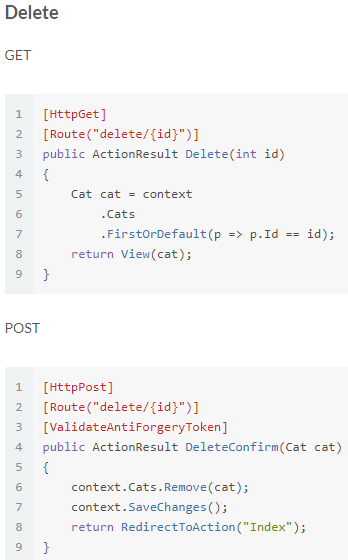 Delete
GET
1 [HttpGet]
2 [Route("delete/{id}")]
3 public ActionResult Delete(int id)
4 {
5     Cat cat = context
6         .Cats
7         .FirstOrDefault(p => p.Id == id);
8     return View(cat);
9 }
POST
1 [HttpPost]
2 [Route("delete/{id}")]
3 [ValidateAntiForgeryToken]
4 public ActionResult DeleteConfirm(Cat cat)
5 {
6     context.Cats.Remove(cat);
7     context.SaveChanges();
8     return RedirectToAction("Index");
9 }